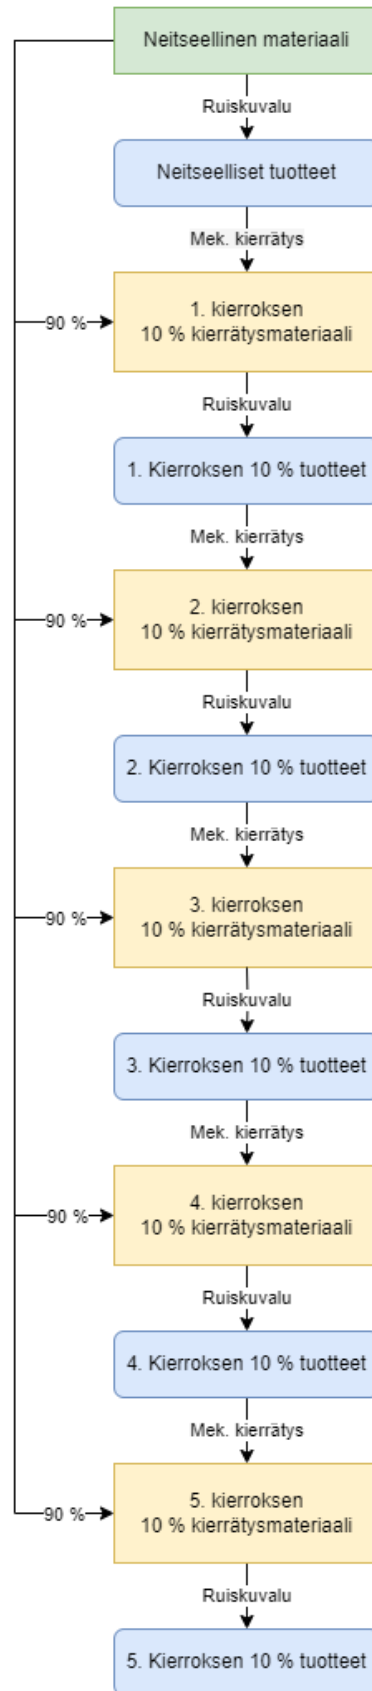 Neitseellinen materiaali
Ruiskuvalu
Neitseelliset tuotteet
Mek. kierrätys
90 %
1. kierroksen
10 % kierrätysmateriaali
Ruiskuvalu
1. Kierroksen 10 % tuotteet
Mek. kierrätys
90 %
2. kierroksen
10 % kierrätysmateriaali
Ruiskuvalu
2. Kierroksen 10 % tuotteet
Mek. kierrätys
90 %
3. kierroksen
10 % kierrätysmateriaali
Ruiskuvalu
3. Kierroksen 10 % tuotteet
Mek. kierrätys
90 %
4. kierroksen
10 % kierrätysmateriaali
Ruiskuvalu
4. Kierroksen 10 % tuotteet
Mek. kierrätys
90 %
5. kierroksen
10 % kierrätysmateriaali
Ruiskuvalu
5. Kierroksen 10 % tuotteet